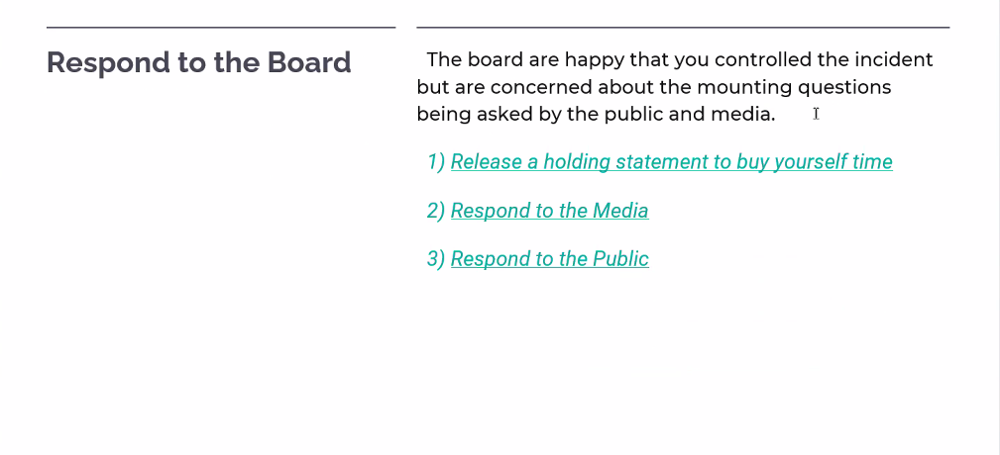 Respond to the Board
The board are happy that you controlled the incident
but are concerned about the mounting questions
being asked by the public and media.
1) Release a holding statement to buy yourself time
2) Respond to the Media
3) Respond to the Public